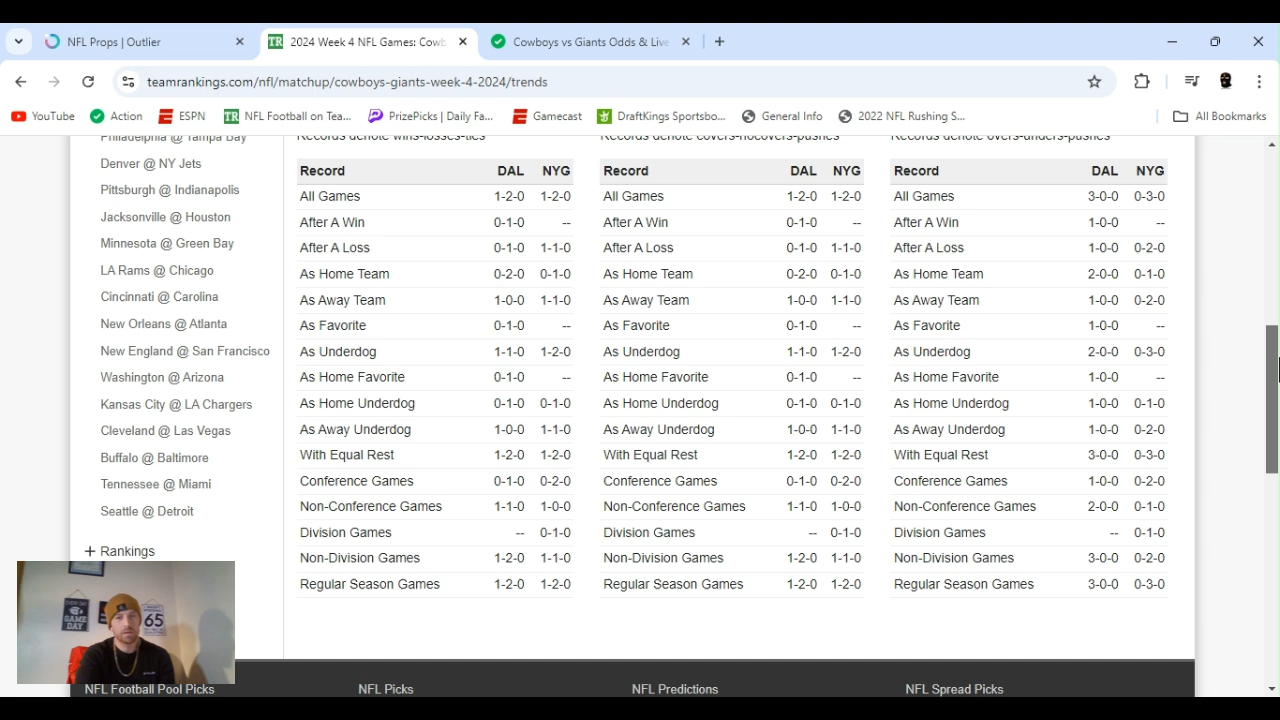 NFL Props | Outlier
2024 Week 4 NFL Games: Cowb
Cowboys vs Giants Odds & Live
teamrankings.com/nfl/matchup/cowboys-giants-week-4-2024/trends
YouTube Action ESPN NFL Football on Tea... PrizePicks | Daily Fa... Gamecast DraftKings Sportsbo... General Info 2022 NFL Rushing S... All Bookmarks
Philadelphia @ Tampa Bay
Denver @ NY Jets
Pittsburgh @ Indianapolis
Jacksonville @ Houston
Minnesota @ Green Bay
LA Rams @ Chicago
Cincinnati @ Carolina
New Orleans @ Atlanta
New England @ San Francisco
Washington @ Arizona
Kansas City @ LA Chargers
Cleveland @ Las Vegas
Buffalo @ Baltimore
Tennessee @ Miami
Seattle @ Detroit
+ Rankings
Records denote wins-losses-ties
Record DAL NYG
All Games 1-2-0 1-2-0
After A Win 0-1-0 --
After A Loss 0-1-0 1-1-0
As Home Team 0-2-0 0-1-0
As Away Team 1-0-0 1-1-0
As Favorite 0-1-0 --
As Underdog 1-1-0 1-2-0
As Home Favorite 0-1-0 --
As Home Underdog 0-1-0 0-1-0
As Away Underdog 1-0-0 1-1-0
With Equal Rest 1-2-0 1-2-0
Conference Games 0-1-0 0-2-0
Non-Conference Games 1-1-0 1-0-0
Division Games -- 0-1-0
Non-Division Games 1-2-0 1-1-0
Regular Season Games 1-2-0 1-2-0
Records denote covers-nocovers-pushes
Record DAL NYG
All Games 1-2-0 1-2-0
After A Win 0-1-0 --
After A Loss 0-1-0 1-1-0
As Home Team 0-2-0 0-1-0
As Away Team 1-0-0 1-1-0
As Favorite 0-1-0 --
As Underdog 1-1-0 1-2-0
As Home Favorite 0-1-0 --
As Home Underdog 0-1-0 0-1-0
As Away Underdog 1-0-0 1-1-0
With Equal Rest 1-2-0 1-2-0
Conference Games 0-1-0 0-2-0
Non-Conference Games 1-1-0 1-0-0
Division Games -- 0-1-0
Non-Division Games 1-2-0 1-1-0
Regular Season Games 1-2-0 1-2-0
Records denote overs-unders-pushes
Record DAL NYG
All Games 3-0-0 0-3-0
After A Win 1-0-0 --
After A Loss 1-0-0 0-2-0
As Home Team 2-0-0 0-1-0
As Away Team 1-0-0 0-2-0
As Favorite 1-0-0 --
As Underdog 2-0-0 0-3-0
As Home Favorite 1-0-0 --
As Home Underdog 1-0-0 0-1-0
As Away Underdog 1-0-0 0-2-0
With Equal Rest 3-0-0 0-3-0
Conference Games 1-0-0 0-2-0
Non-Conference Games 2-0-0 0-1-0
Division Games -- 0-1-0
Non-Division Games 3-0-0 0-2-0
Regular Season Games 3-0-0 0-3-0
GAME
DAY
65
NFL Football Pool Picks NFL Picks NFL Predictions NFL Spread Picks